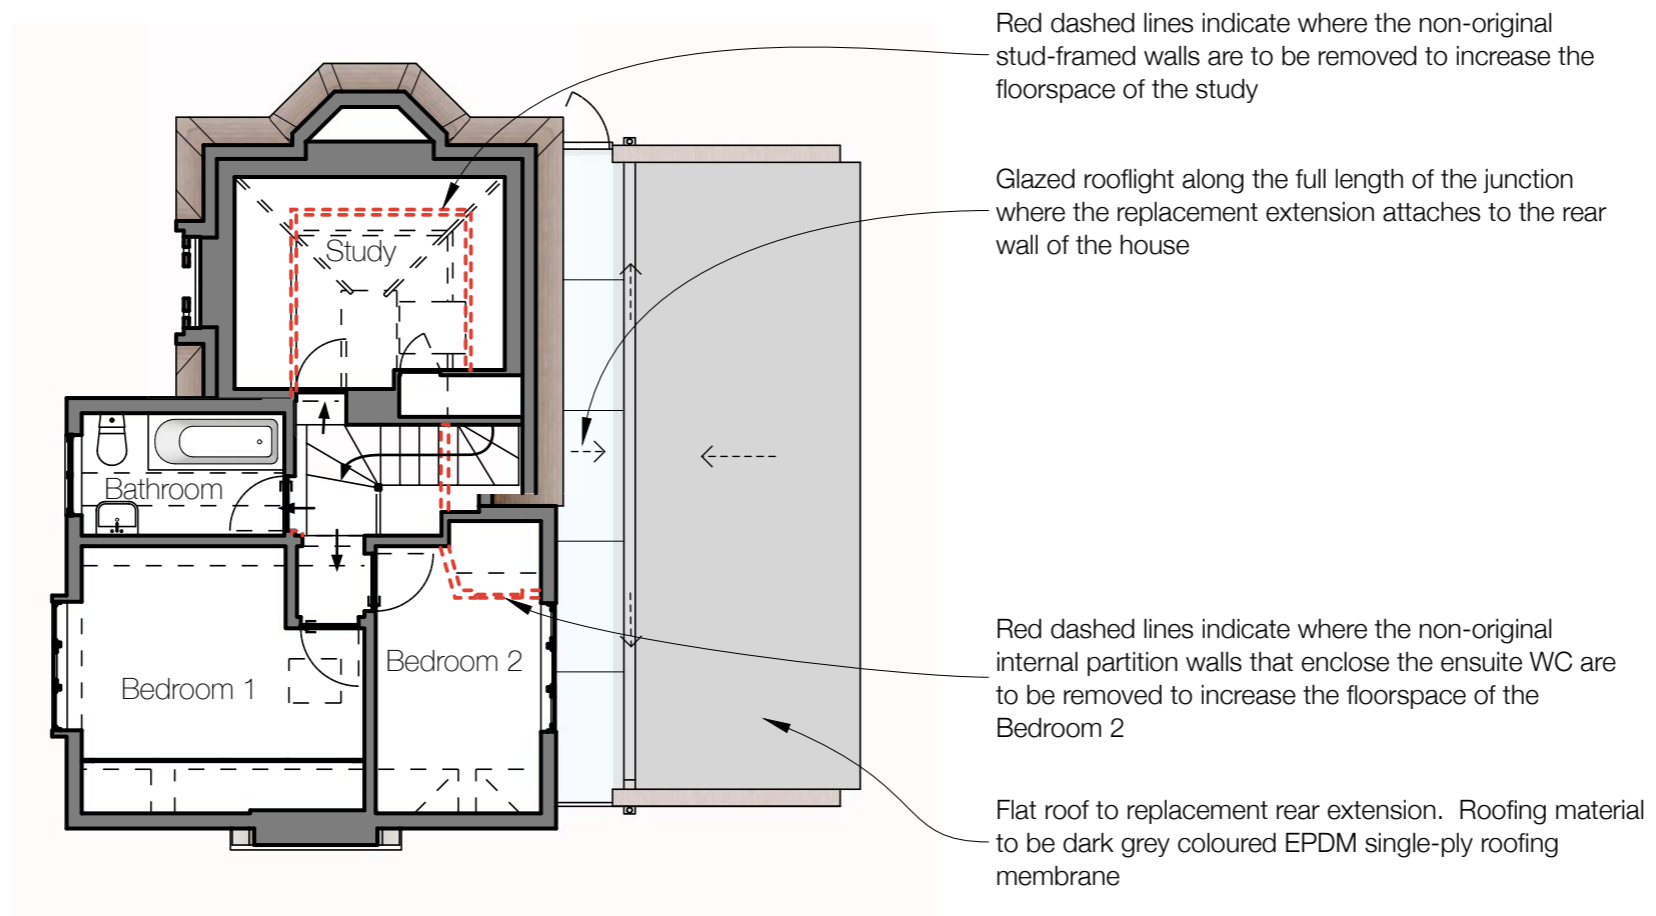 Red dashed lines indicate where the non-original
stud-framed walls are to be removed to increase the
floorspace of the study
Glazed rooflight along the full length of the junction
where the replacement extension attaches to the rear
wall of the house
Study
Bathroom
Bedroom 1
Bedroom 2
Red dashed lines indicate where the non-original
internal partition walls that enclose the ensuite WC are
to be removed to increase the floorspace of the
Bedroom 2
Flat roof to replacement rear extension.  Roofing material
to be dark grey coloured EPDM single-ply roofing
membrane